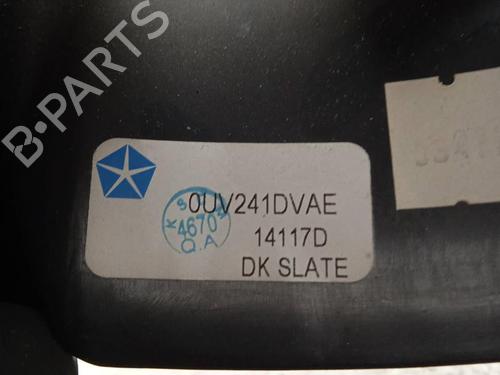 0UV241DVAE
14117D
DK SLATE
4670
Q.A
B-PARTS